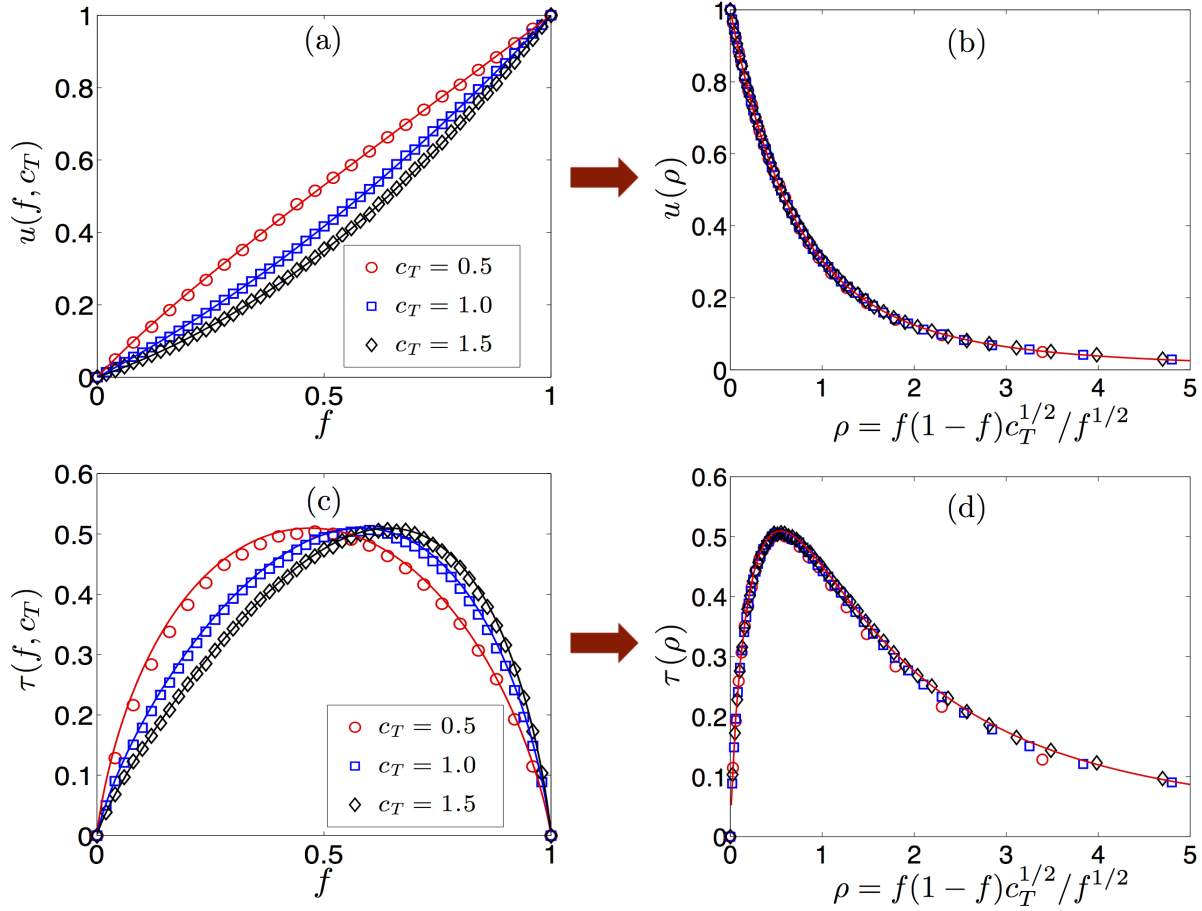 (a)
1
0.8
0.6
0.4
0.2
0
u(f, c_T)
c_T = 0.5
c_T = 1.0
c_T = 1.5
0 0.5 1
f
(b)
1
0.8
0.6
0.4
0.2
0
u(ρ)
0 1 2 3 4 5
ρ = f(1 − f)c_T^{1/2}/f^{1/2}
(c)
0.6
0.5
0.4
0.3
0.2
0.1
0
τ(f, c_T)
c_T = 0.5
c_T = 1.0
c_T = 1.5
0 0.5 1
f
(d)
0.6
0.5
0.4
0.3
0.2
0.1
0
τ(ρ)
0 1 2 3 4 5
ρ = f(1 − f)c_T^{1/2}/f^{1/2}